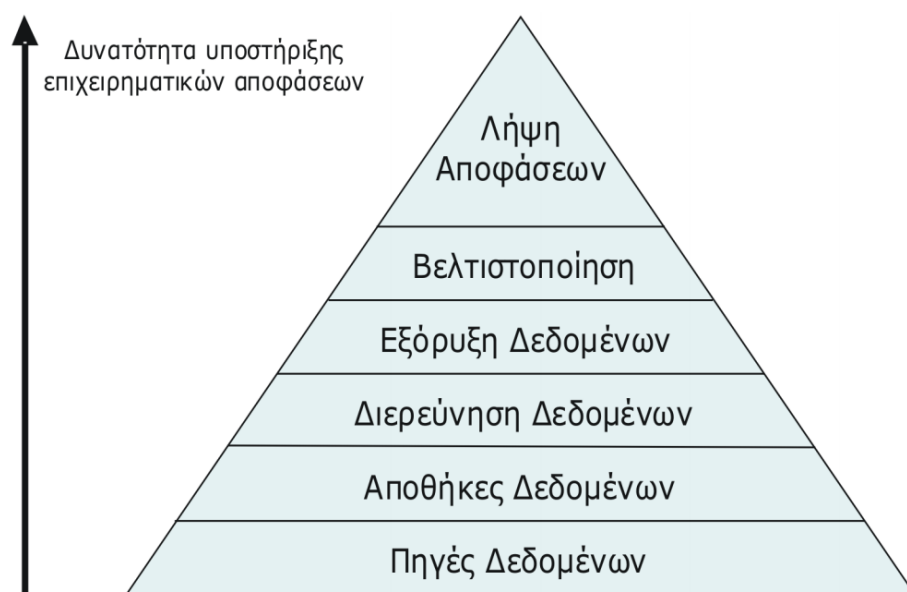 Δυνατότητα υποστήριξης
επιχειρηματικών αποφάσεων
Λήψη
Αποφάσεων
Βελτιστοποίηση
Εξόρυξη Δεδομένων
Διερεύνηση Δεδομένων
Αποθήκες Δεδομένων
Πηγές Δεδομένων